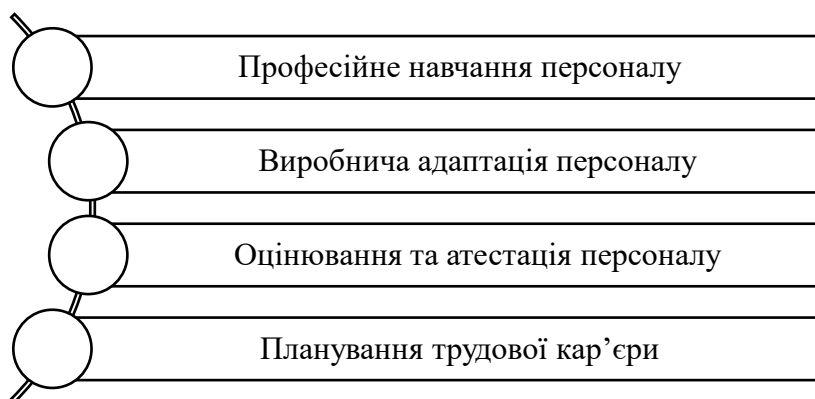 Професійне навчання персоналу
Виробнича адаптація персоналу
Оцінювання та атестація персоналу
Планування трудової кар’єри